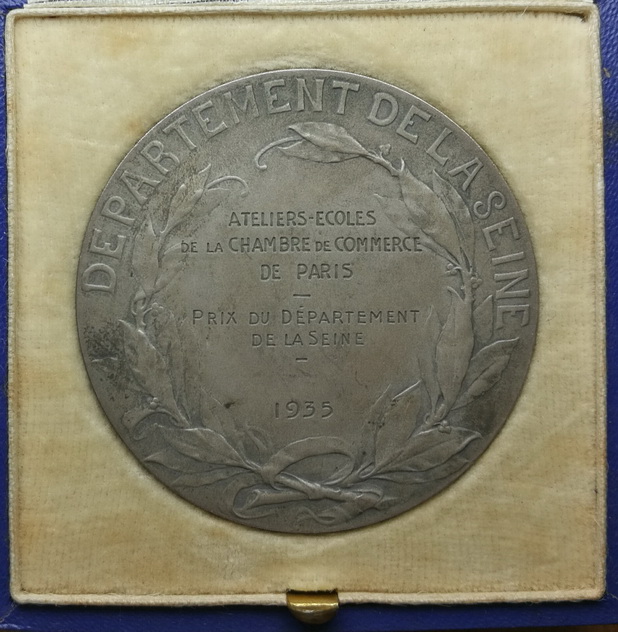 DEPARTEMENT DE LA SEINE
ATELIERS-ECOLES
DE LA CHAMBRE DE COMMERCE
DE PARIS
PRIX DU DÉPARTEMENT
DE LA SEINE
1935